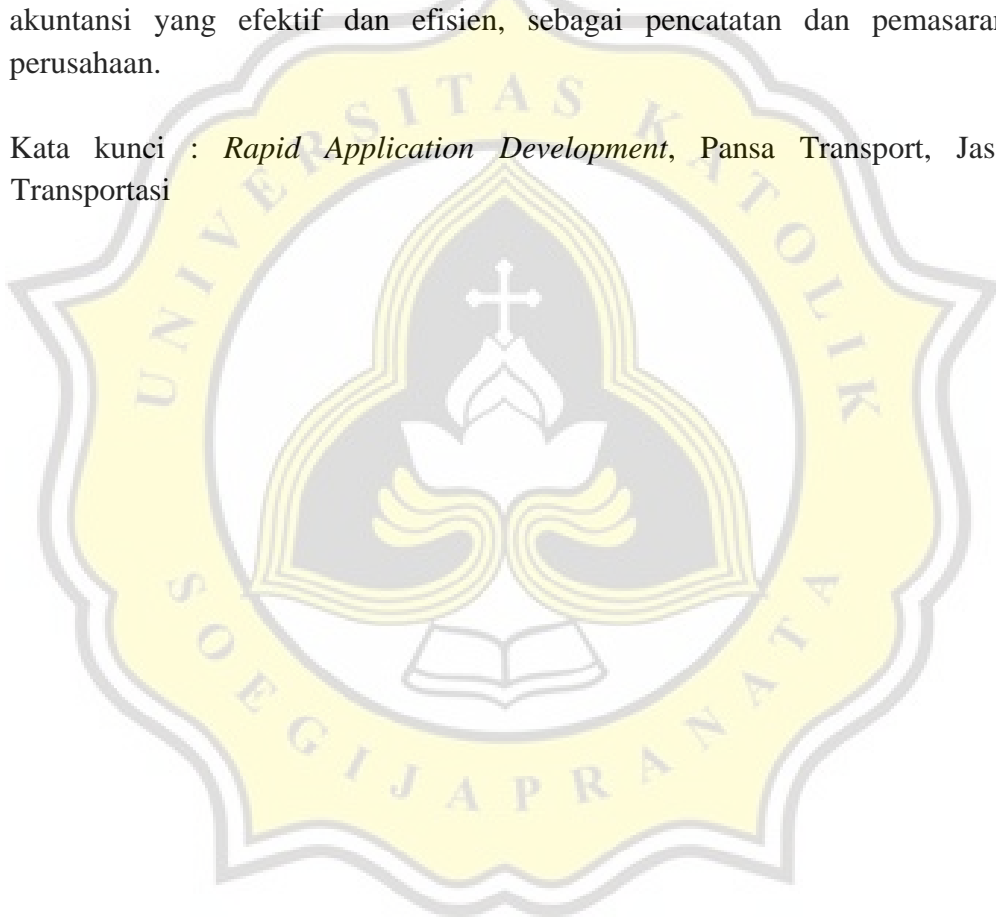 akuntansi yang efektif dan efisien, sebagai pencatatan dan pemasaran
perusahaan.
Kata kunci : Rapid Application Development, Pansa Transport, Jas
Transportasi
UNIVERSITAS KATOLIK
SOEGIJAPRANATA